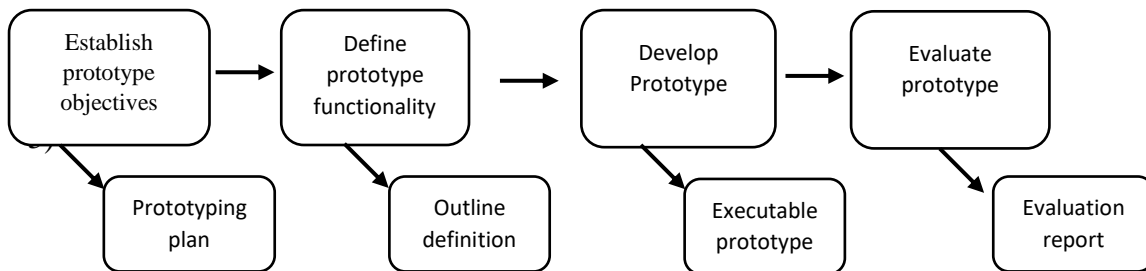 Establish
prototype
objectives
Define
prototype
functionality
Develop
Prototype
Evaluate
prototype
Prototyping
plan
Outline
definition
Executable
prototype
Evaluation
report